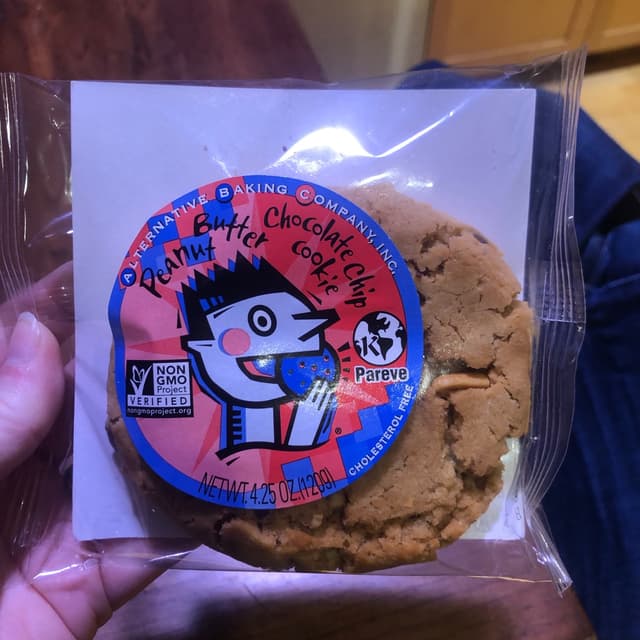 ALTERNATIVE BAKING COMPANY, INC.
Peanut Butter Chocolate Chip
Cookie
NON
GMO
Project
VERIFIED
nongmoproject.org
K
Pareve
CHOLESTEROL FREE
NET WT. 4.25 OZ.(120g)
®